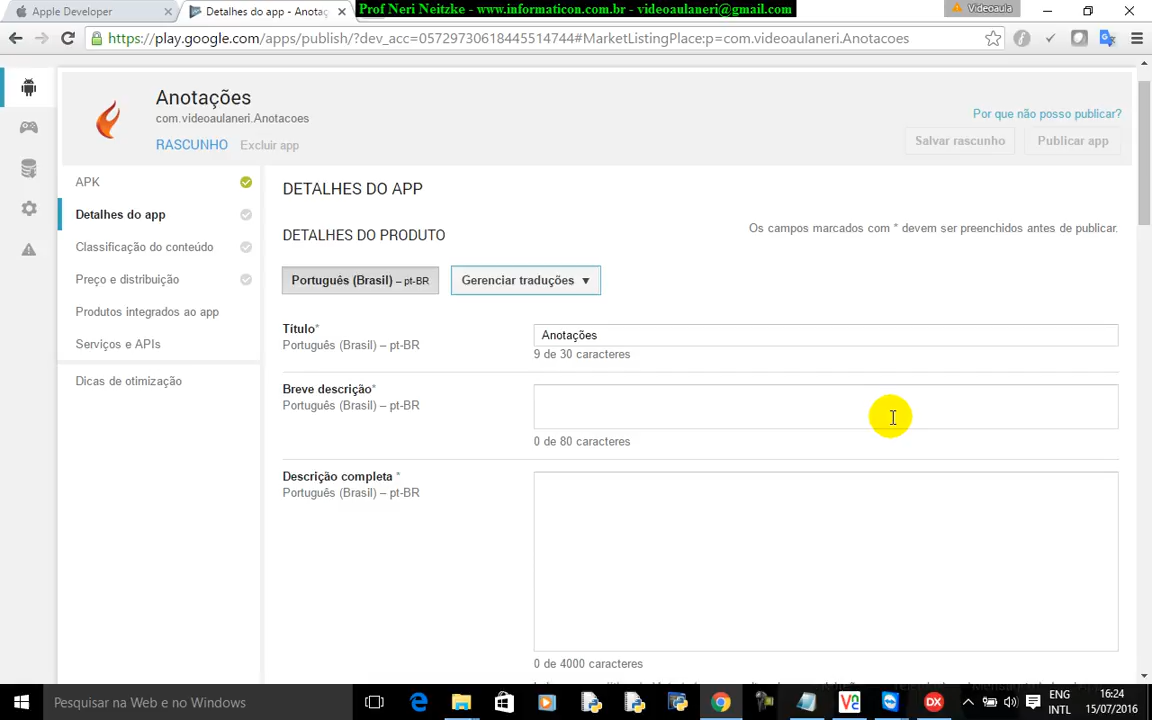 Apple Developer
Detalhes do app - Anotaç
Prof Neri Neitzke - www.informaticon.com.br - videoaulaneri@gmail.com
Videoaula
https://play.google.com/apps/publish/?dev_acc=05729730618445514744#MarketListingPlace:p=com.videoaulaneri.Anotacoes
Anotações
com.videoaulaneri.Anotacoes
RASCUNHO Excluir app
Por que não posso publicar?
Salvar rascunho Publicar app
APK
Detalhes do app
Classificação do conteúdo
Preço e distribuição
Produtos integrados ao app
Serviços e APIs
Dicas de otimização
DETALHES DO APP
DETALHES DO PRODUTO
Os campos marcados com * devem ser preenchidos antes de publicar.
Português (Brasil) – pt-BR
Gerenciar traduções ▼
Título*
Português (Brasil) – pt-BR
Anotações
9 de 30 caracteres
Breve descrição*
Português (Brasil) – pt-BR
0 de 80 caracteres
Descrição completa *
Português (Brasil) – pt-BR
0 de 4000 caracteres
Pesquisar na Web e no Windows
DX
ENG
INTL
16:24
15/07/2016